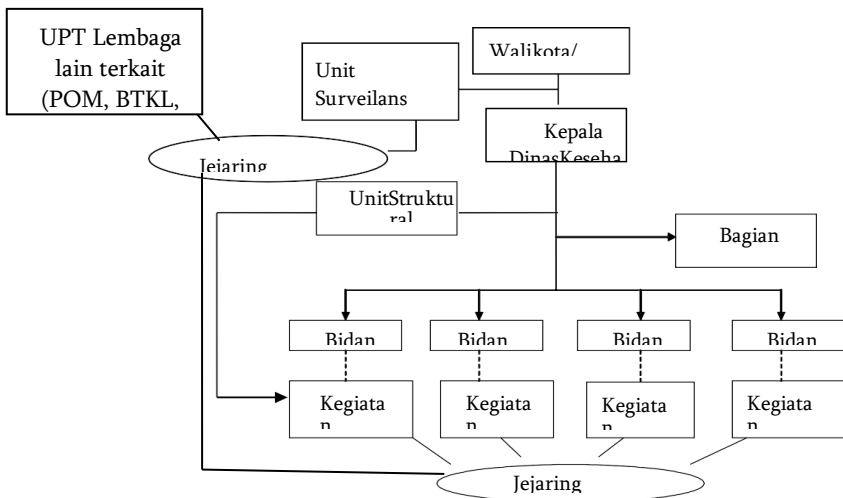 UPT Lembaga
lain terkait
(POM, BTKL,
Walikota/
Unit
Surveilans
Kepala
DinasKeseha
Jejaring
UnitStruktu
ral
Bagian
Bidan
Bidan
Bidan
Bidan
Kegiata
n
Kegiata
n
Kegiata
n
Kegiata
n
Jejaring